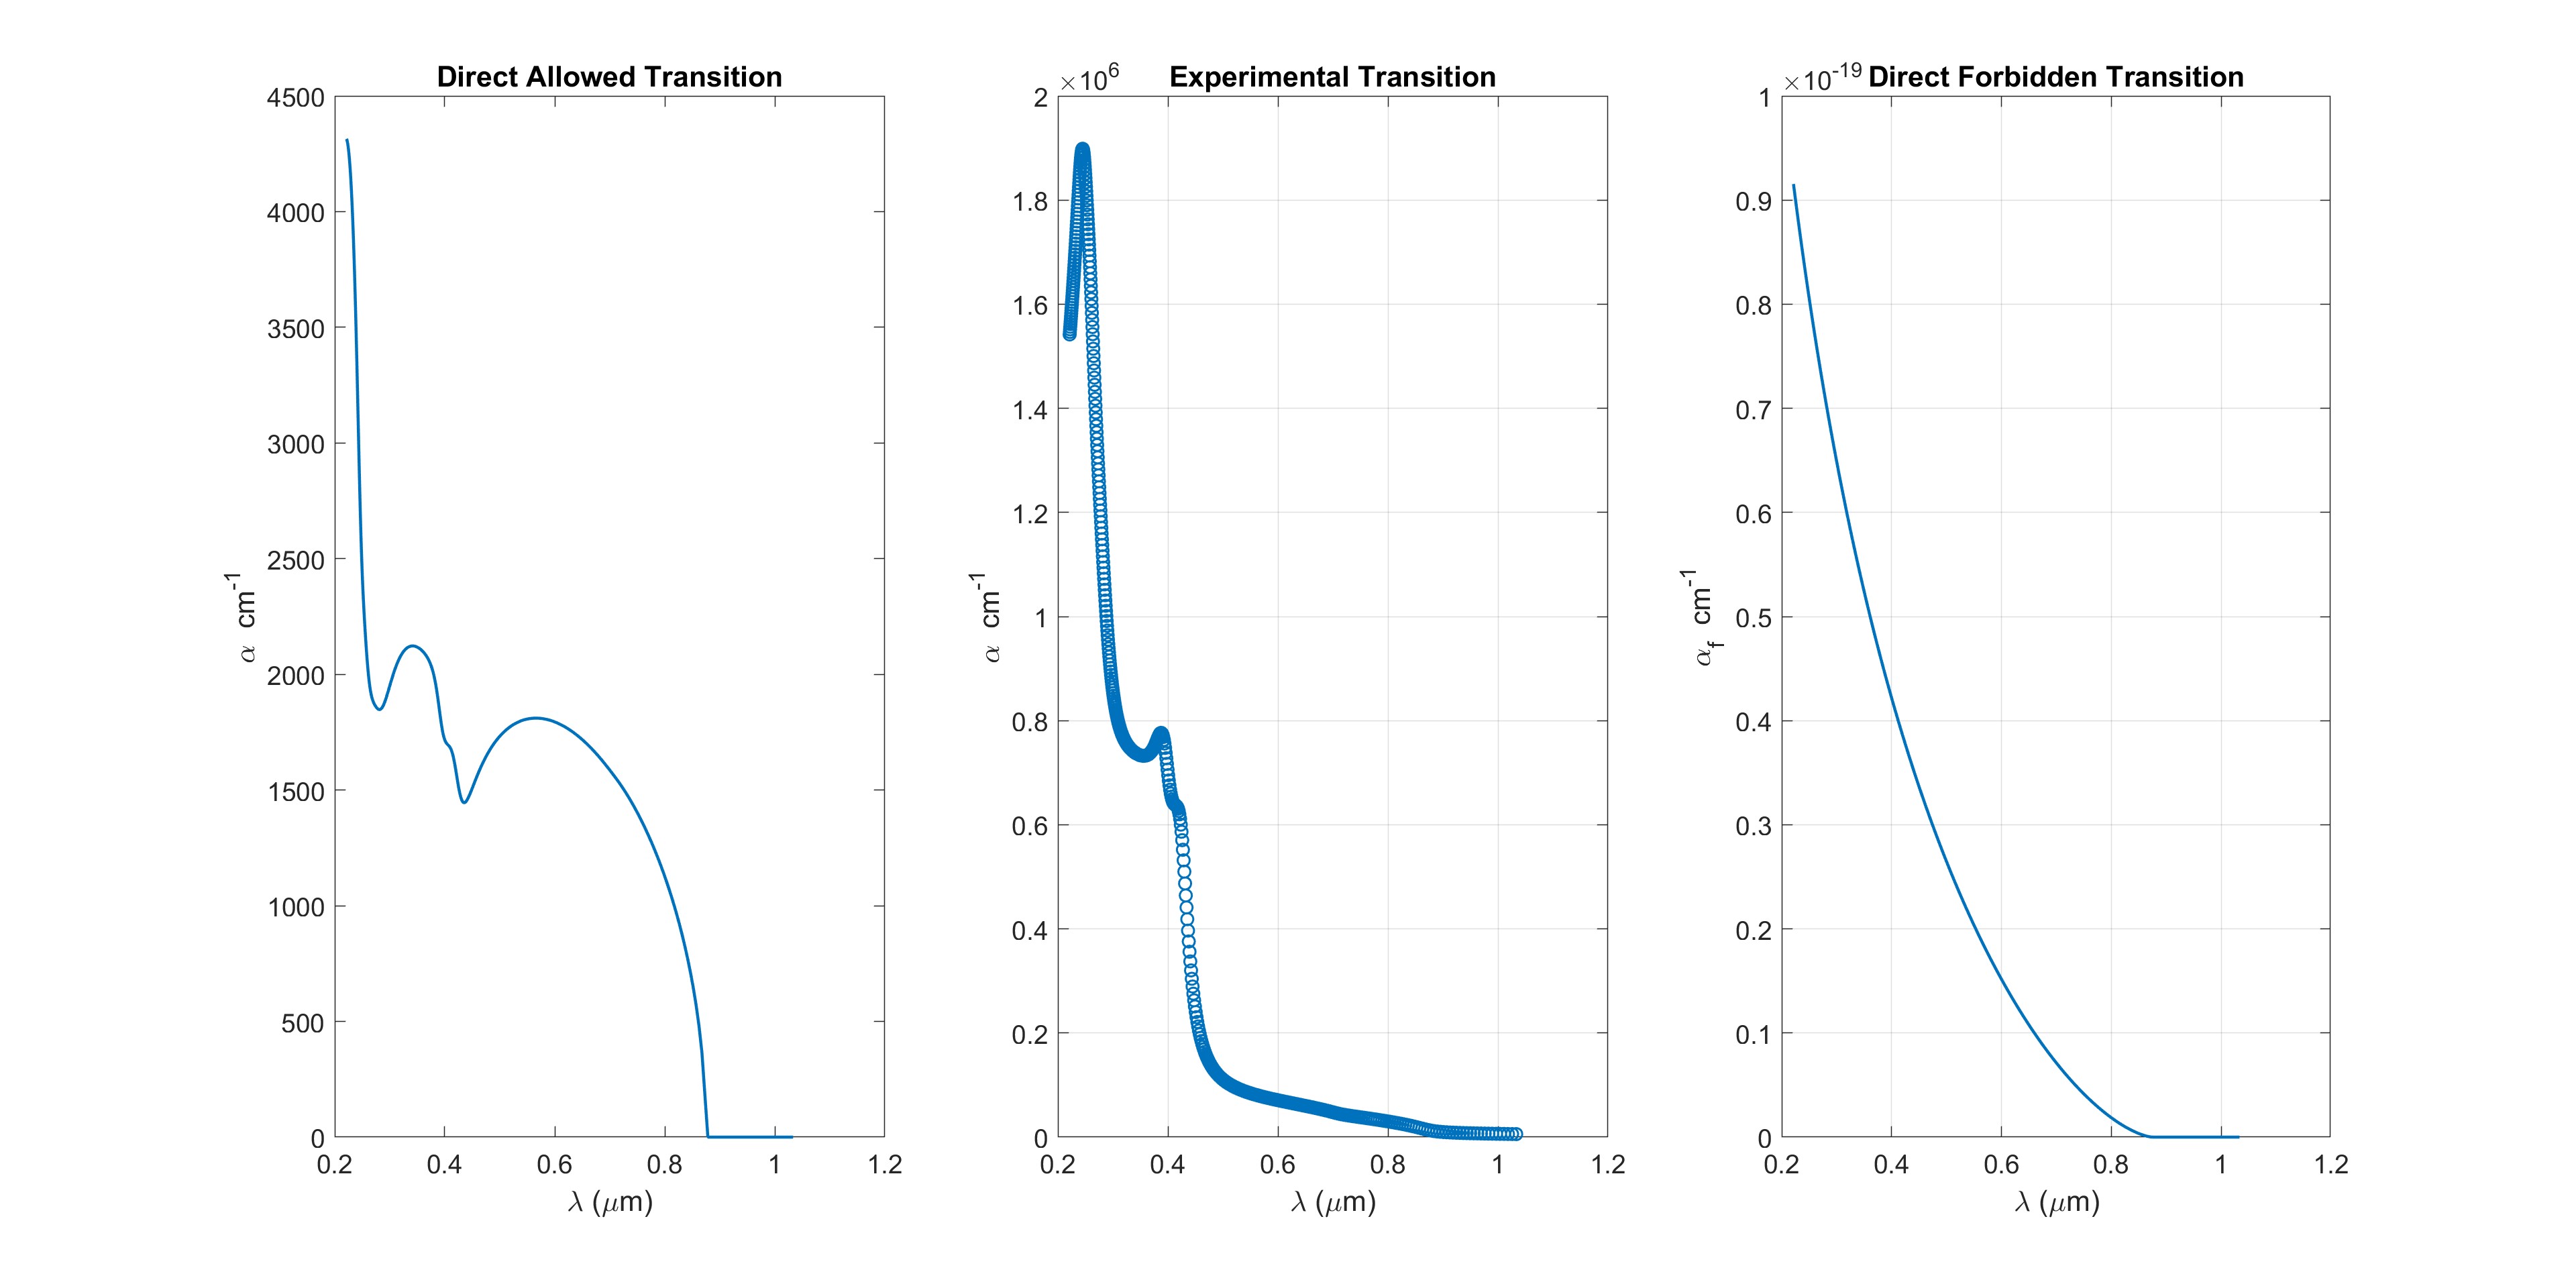 Direct Allowed Transition
4500
4000
3500
3000
2500
2000
1500
1000
500
0
0.2 0.4 0.6 0.8 1 1.2
α cm⁻¹
λ (μm)
×10⁶ Experimental Transition
2
1.8
1.6
1.4
1.2
1
0.8
0.6
0.4
0.2
0
0.2 0.4 0.6 0.8 1 1.2
α cm⁻¹
λ (μm)
×10⁻¹⁹ Direct Forbidden Transition
1
0.9
0.8
0.7
0.6
0.5
0.4
0.3
0.2
0.1
0
0.2 0.4 0.6 0.8 1 1.2
α_f cm⁻¹
λ (μm)